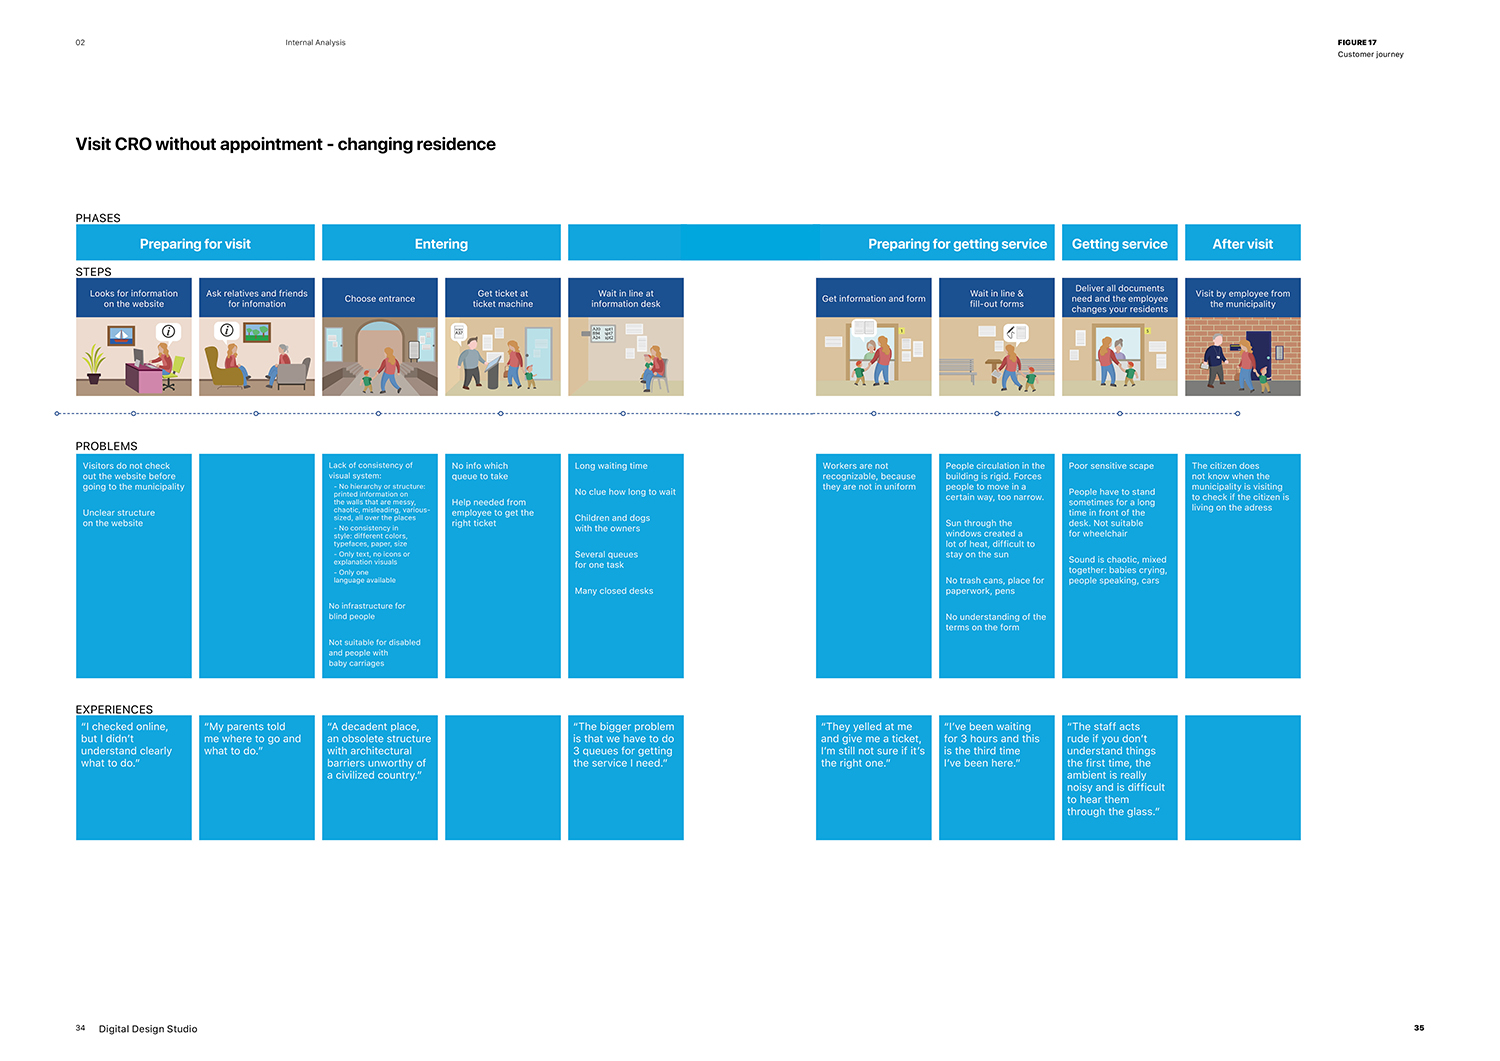 02
Internal Analysis
FIGURE 17
Customer journey
Visit CRO without appointment - changing residence
PHASES
Preparing for visit
Entering
Preparing for getting service
Getting service
After visit
STEPS
Looks for information
on the website
Ask relatives and friends
for infomation
Choose entrance
Get ticket at
ticket machine
Wait in line at
information desk
Get information and form
Wait in line &
fill-out forms
Deliver all documents
need and the employee
changes your residents
Visit by employee from
the municipality
PROBLEMS
Visitors do not check
out the website before
going to the municipality
Unclear structure
on the website
Lack of consistency of
visual system:
- No hierarchy or structure:
printed information on
the walls that are messy,
chaotic, misleading, various-
sized, all over the places
- No consistency in
style: different colors,
typefaces, paper, size
- Only text, no icons or
explanation visuals
- Only one
language available
No infrastructure for
blind people
Not suitable for disabled
and people with
baby carriages
No info which
queue to take
Help needed from
employee to get the
right ticket
Long waiting time
No clue how long to wait
Children and dogs
with the owners
Several queues
for one task
Many closed desks
Workers are not
recognizable, because
they are not in uniform
People circulation in the
building is rigid. Forces
people to move in a
certain way, too narrow.
Sun through the
windows created a
lot of heat, difficult to
stay on the sun
No trash cans, place for
paperwork, pens
No understanding of the
terms on the form
Poor sensitive scape
People have to stand
sometimes for a long
time in front of the
desk. Not suitable
for wheelchair
Sound is chaotic, mixed
together: babies crying,
people speaking, cars
The citizen does
not know when the
municipality is visiting
to check if the citizen is
living on the adress
EXPERIENCES
“I checked online,
but I didn’t
understand clearly
what to do.”
“My parents told
me where to go and
what to do.”
“A decadent place,
an obsolete structure
with architectural
barriers unworthy of
a civilized country.”
“The bigger problem
is that we have to do
3 queues for getting
the service I need.”
“They yelled at me
and give me a ticket,
I’m still not sure if it’s
the right one.”
“I’ve been waiting
for 3 hours and this
is the third time
I’ve been here.”
“The staff acts
rude if you don’t
understand things
the first time, the
ambient is really
noisy and is difficult
to hear them
through the glass.”
34
Digital Design Studio
35